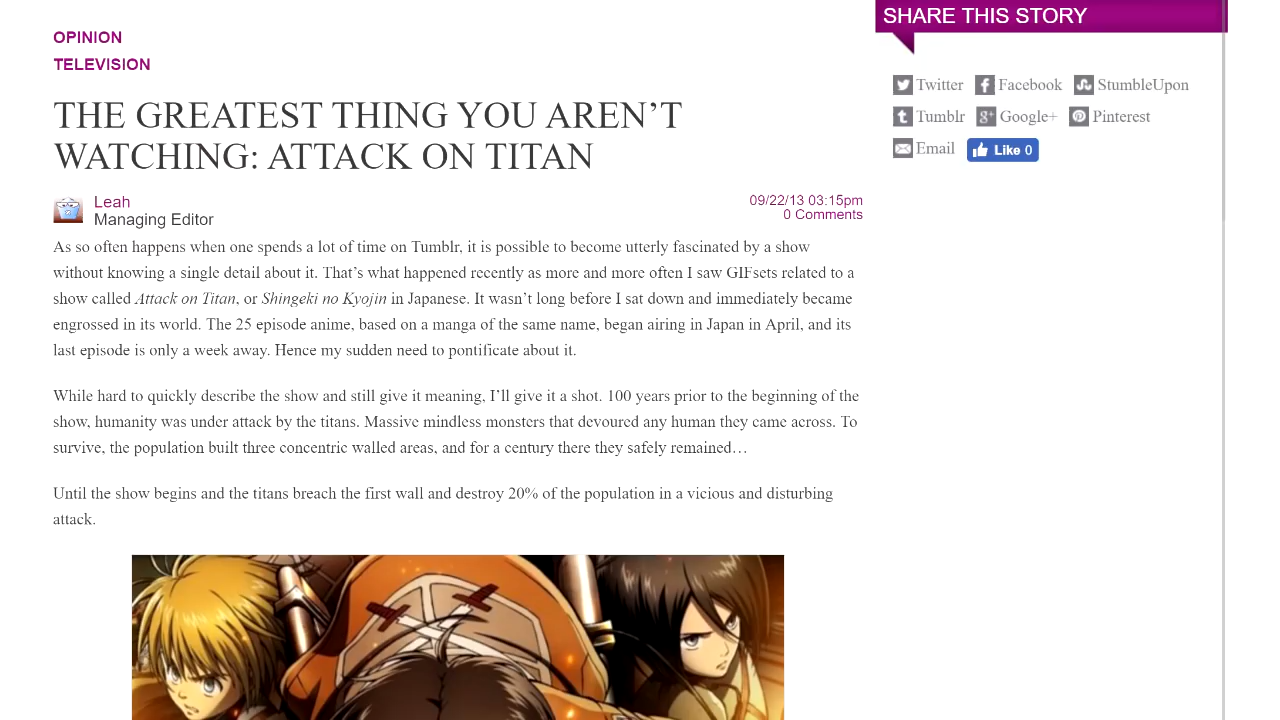 OPINION
TELEVISION
THE GREATEST THING YOU AREN’T
WATCHING: ATTACK ON TITAN
Leah
Managing Editor
09/22/13 03:15pm
0 Comments
As so often happens when one spends a lot of time on Tumblr, it is possible to become utterly fascinated by a show
without knowing a single detail about it. That’s what happened recently as more and more often I saw GIFsets related to a
show called Attack on Titan, or Shingeki no Kyojin in Japanese. It wasn’t long before I sat down and immediately became
engrossed in its world. The 25 episode anime, based on a manga of the same name, began airing in Japan in April, and its
last episode is only a week away. Hence my sudden need to pontificate about it.
While hard to quickly describe the show and still give it meaning, I’ll give it a shot. 100 years prior to the beginning of the
show, humanity was under attack by the titans. Massive mindless monsters that devoured any human they came across. To
survive, the population built three concentric walled areas, and for a century there they safely remained…
Until the show begins and the titans breach the first wall and destroy 20% of the population in a vicious and disturbing
attack.
SHARE THIS STORY
Twitter Facebook StumbleUpon
Tumblr Google+ Pinterest
Email Like 0